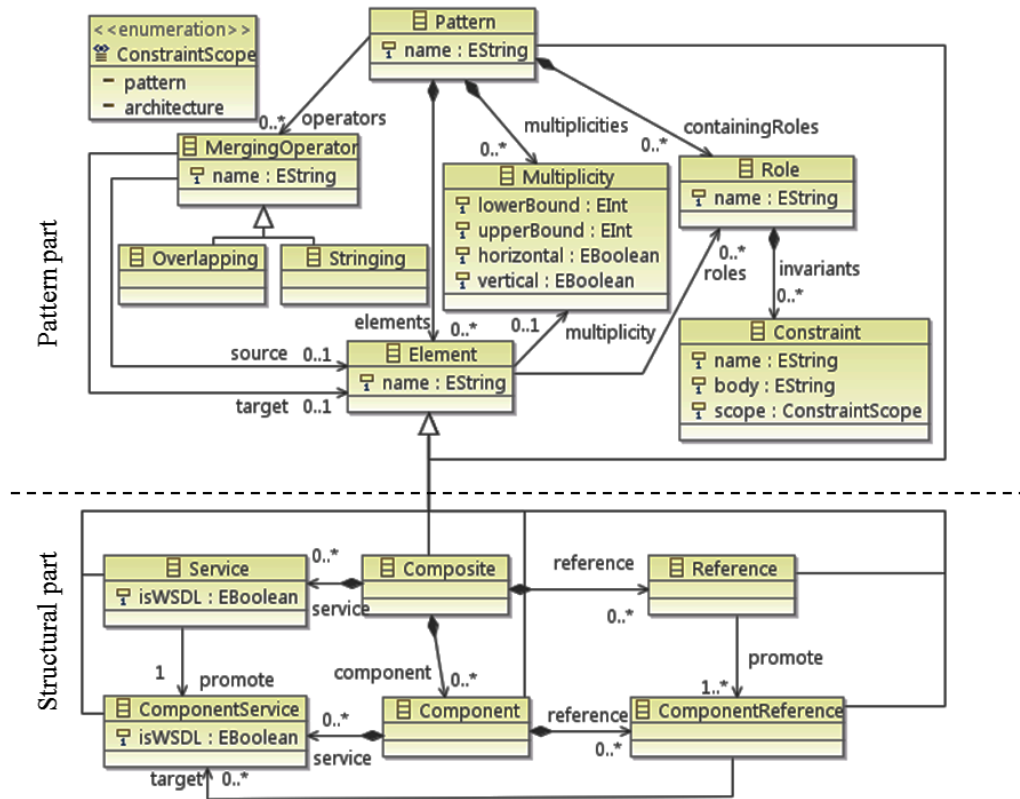 <<enumeration>>
ConstraintScope
pattern
architecture
Pattern
name : EString
0..*
operators
multiplicities
0..*
containingRoles
0..*
MergingOperator
name : EString
Overlapping
Stringing
Multiplicity
lowerBound : EInt
upperBound : EInt
horizontal : EBoolean
vertical : EBoolean
Role
name : EString
0..*
roles
invariants
0..*
Constraint
name : EString
body : EString
scope : ConstraintScope
elements
0..*
0..1
multiplicity
source 0..1
target 0..1
Element
name : EString
Pattern part
Structural part
Service
isWSDL : EBoolean
0..*
service
Composite
reference
0..*
Reference
1
promote
component
0..*
promote
1..*
ComponentService
isWSDL : EBoolean
0..*
service
Component
reference
0..*
ComponentReference
target 0..*